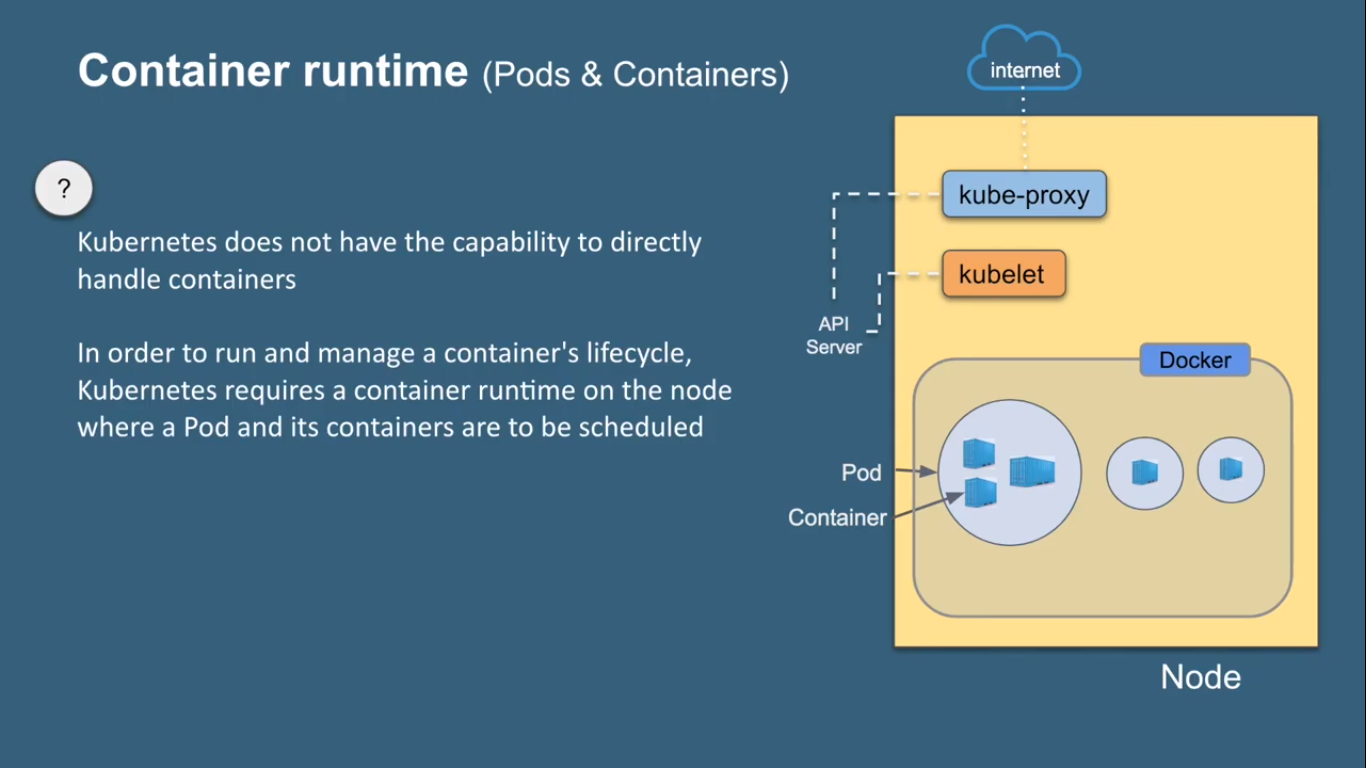 Container runtime (Pods & Containers)
?
Kubernetes does not have the capability to directly
handle containers
In order to run and manage a container's lifecycle,
Kubernetes requires a container runtime on the node
where a Pod and its containers are to be scheduled
internet
kube-proxy
kubelet
API
Server
Docker
Pod
Container
Node